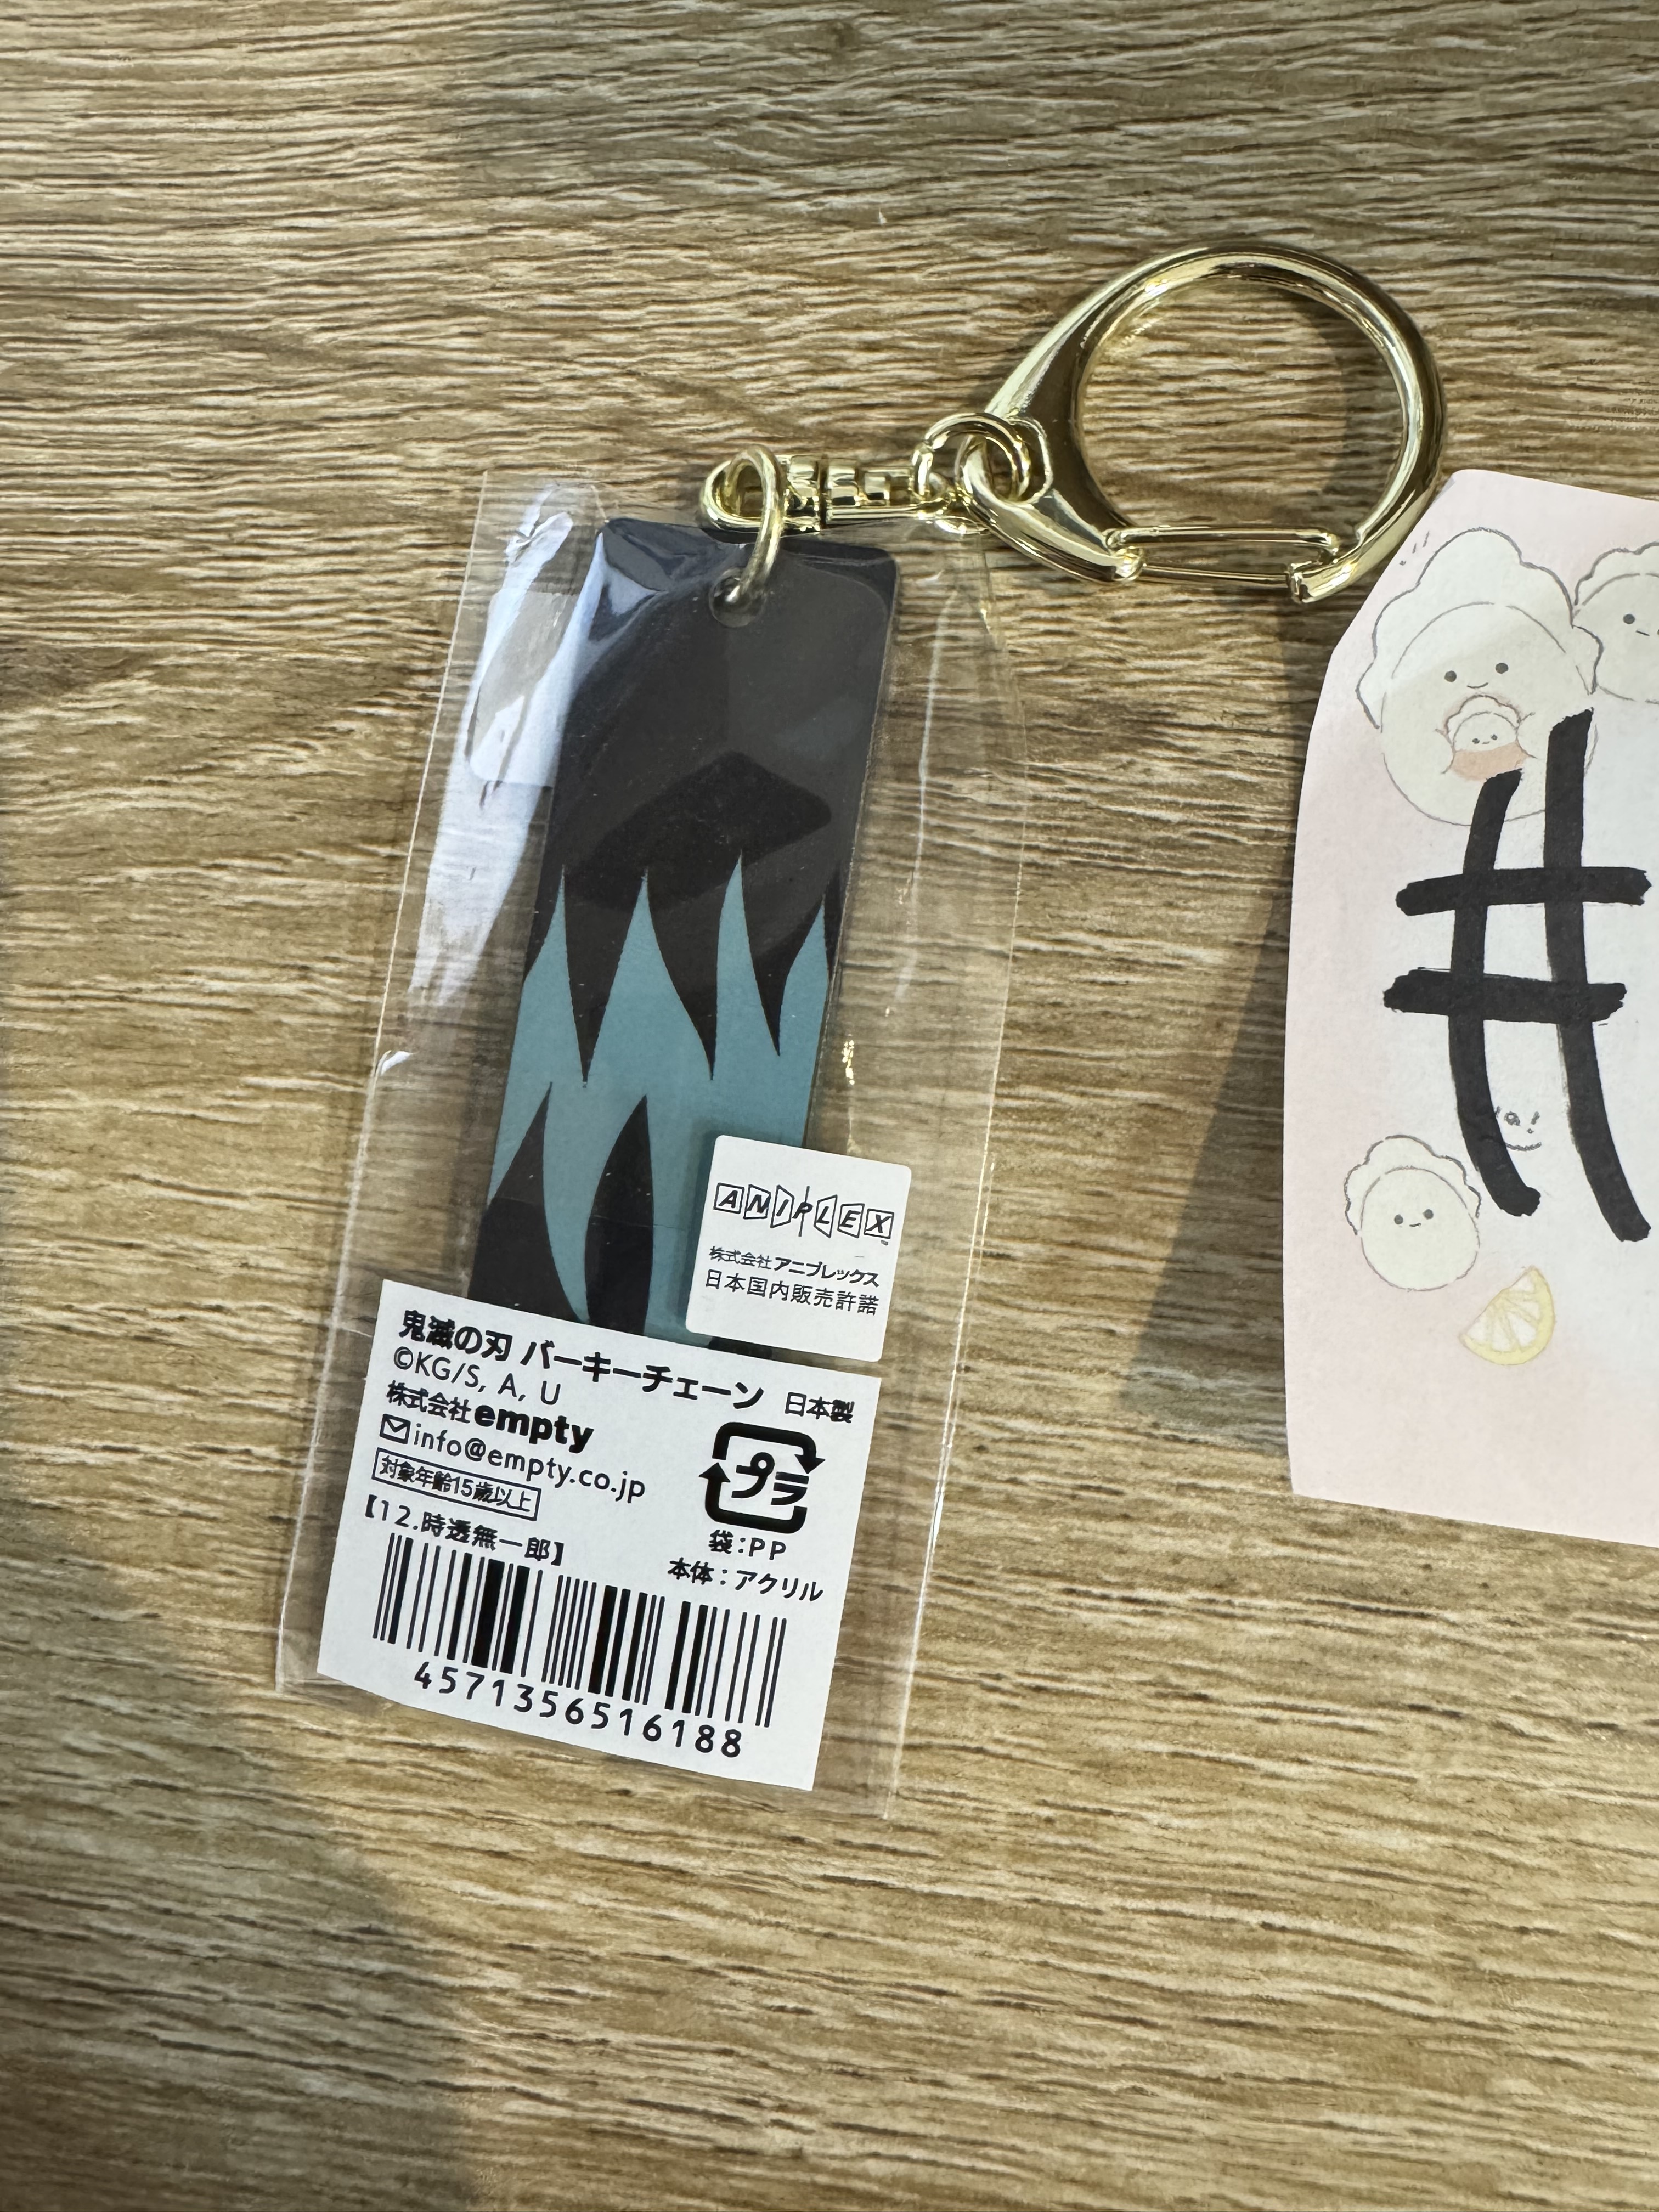 ANIPLEX™
株式会社アニプレックス
日本国内販売許諾
鬼滅の刃 バーキーチェーン 日本製
©KG/S, A, U
株式会社empty
info@empty.co.jp
対象年齢15歳以上
【12.時透無一郎】
プラ
袋:PP
本体:アクリル
4571356516188
井